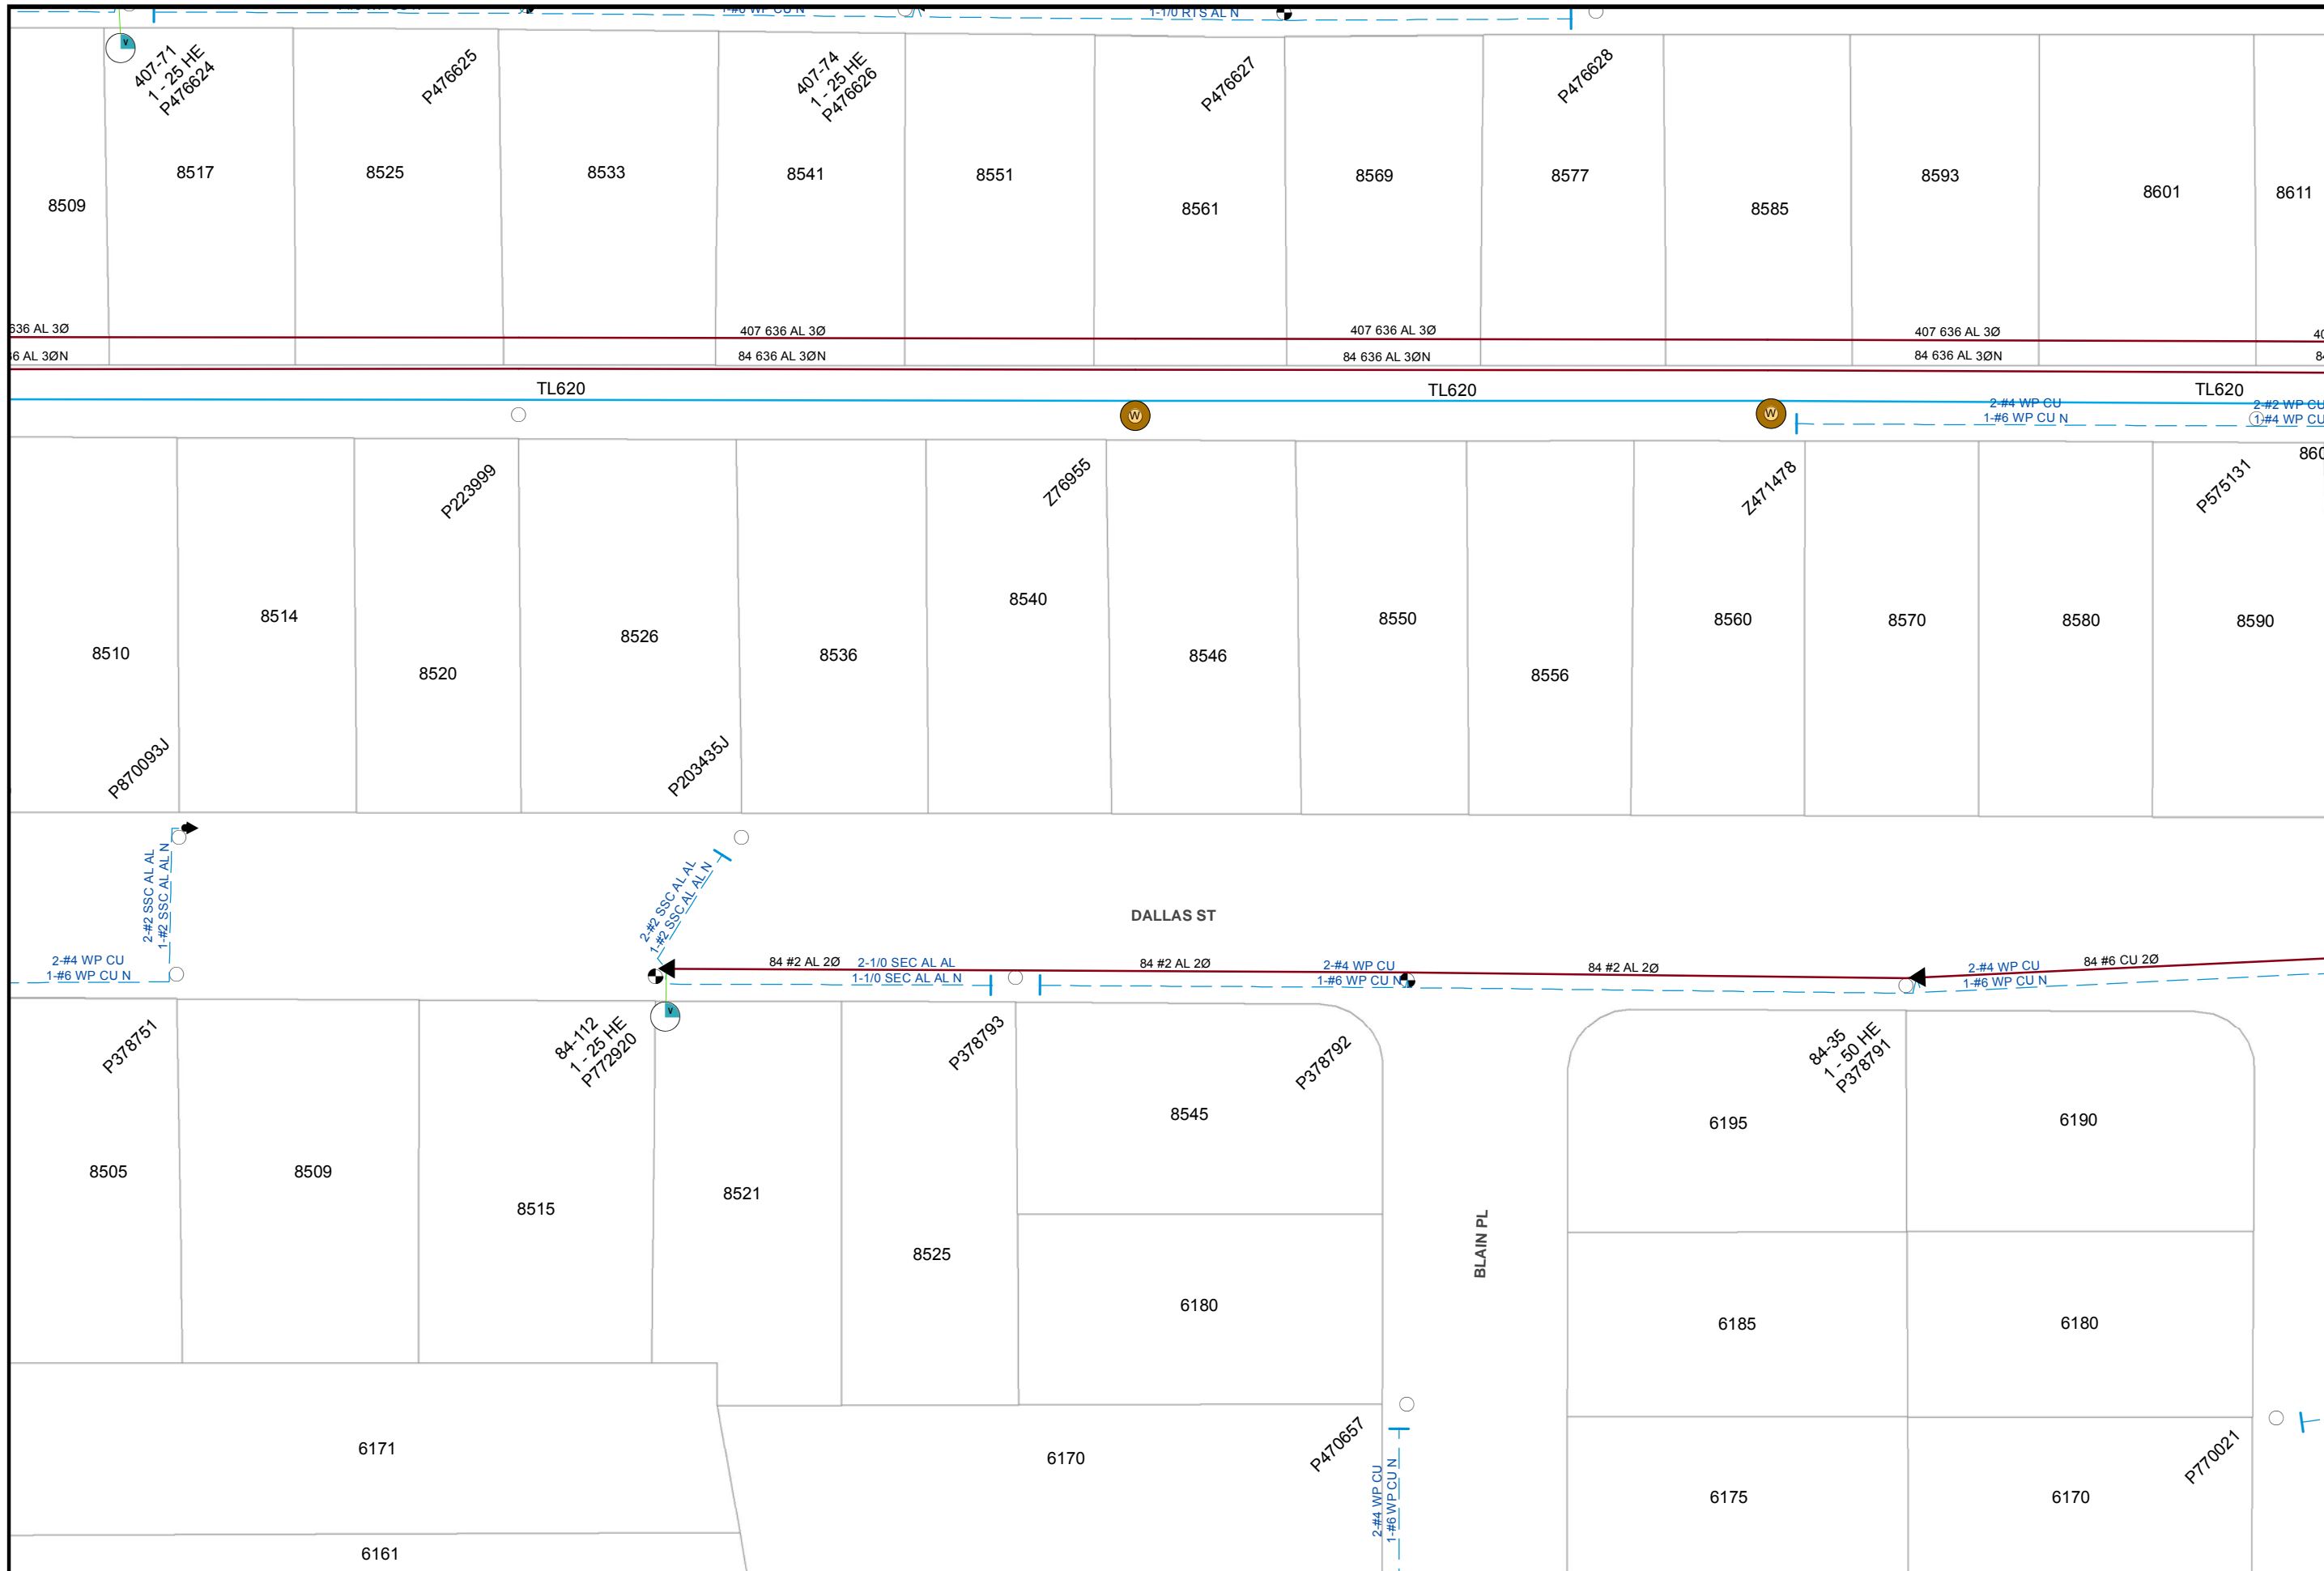 1-#6 WP CU N
1-1/0 RTS AL N
407-71
1 - 25 HE
P476624
P476625
407-74
1 - 25 HE
P476626
P476627
P476628
8509
8517
8525
8533
8541
8551
8561
8569
8577
8585
8593
8601
8611
636 AL 3Ø
407 636 AL 3Ø
407 636 AL 3Ø
407 636 AL 3Ø
40
6 AL 3ØN
84 636 AL 3ØN
84 636 AL 3ØN
84 636 AL 3ØN
84
TL620
TL620
TL620
W
W
2-#4 WP CU
1-#6 WP CU N
2-#2 WP CU
1-#4 WP CU
P223999
Z76955
Z471478
P575131
860
8510
8514
8520
8526
8536
8540
8546
8550
8556
8560
8570
8580
8590
P870093J
P203435J
2-#2 SSC AL AL
1-#2 SSC AL AL N
2-#2 SSC AL AL
1-#2 SSC AL AL N
DALLAS ST
2-#4 WP CU
1-#6 WP CU N
84 #2 AL 2Ø
2-1/0 SEC AL AL
1-1/0 SEC AL AL N
84 #2 AL 2Ø
2-#4 WP CU
1-#6 WP CU N
84 #2 AL 2Ø
2-#4 WP CU
1-#6 WP CU N
84 #6 CU 2Ø
P378751
84-112
1 - 25 HE
P772920
P378793
P378792
84-35
1 - 50 HE
P378791
8505
8509
8515
8521
8525
8545
6180
BLAIN PL
6195
6190
6185
6180
6171
6170
P470657
2-#4 WP CU
1-#6 WP CU N
6175
6170
P770021
6161